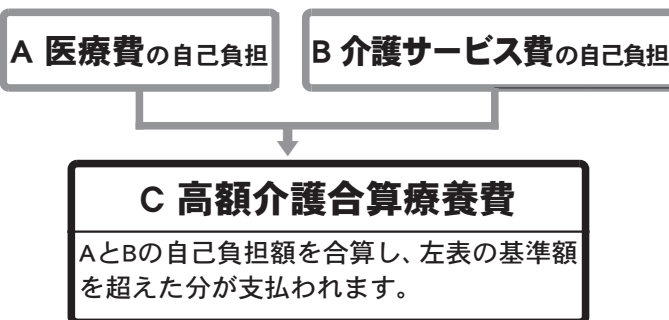 A 医療費の自己負担
B 介護サービス費の自己負担
C 高額介護合算療養費
AとBの自己負担額を合算し、左表の基準額
を超えた分が支払われます。